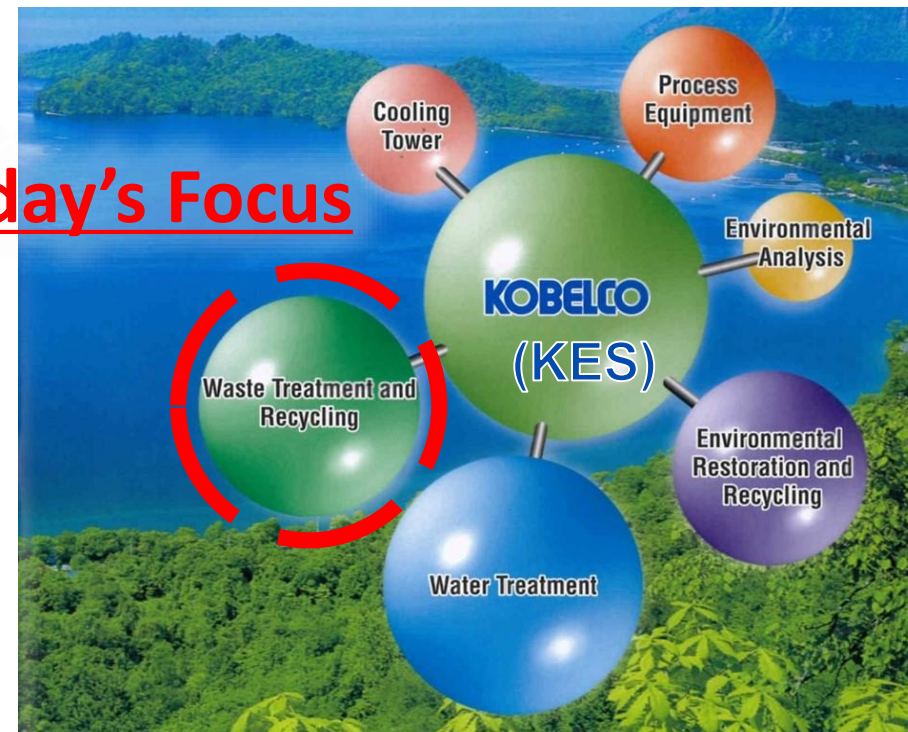 Cooling
Tower
Process
Equipment
day's Focus
Environmental
Analysis
KOBELCO
(KES)
Waste Treatment and
Recycling
Environmental
Restoration and
Recycling
Water Treatment